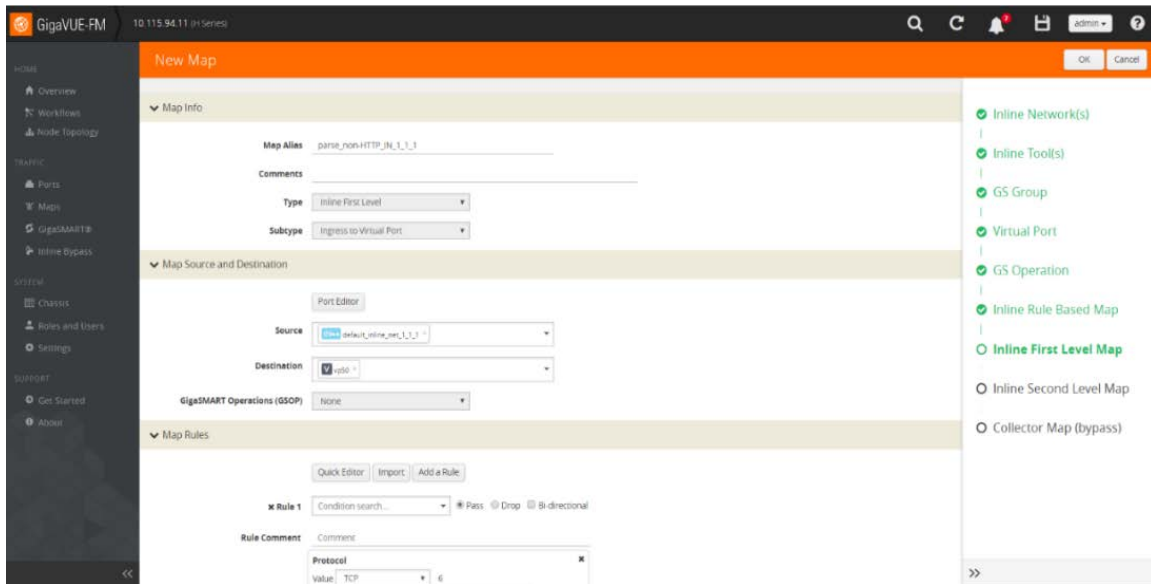 GigaVUE-FM 10.115.94.11 (H Series) admin
New Map OK Cancel
HOME
Overview
Workflows
Node Topology
TRAFFIC
Ports
Maps
GigaSMART®
Inline Bypass
SYSTEM
Chassis
Roles and Users
Settings
SUPPORT
Get Started
About
Map Info
Map Alias parse_non-HTTP_IN_1_1_1
Comments
Type Inline First Level
Subtype Ingress to Virtual Port
Map Source and Destination
Port Editor
Source default_inline_net_1_1_1
Destination V vp50
GigaSMART Operations (GSOP) None
Map Rules
Quick Editor Import Add a Rule
Rule 1 Condition search... Pass Drop Bi-directional
Rule Comment Comment
Protocol
Value TCP 6
Inline Network(s)
Inline Tool(s)
GS Group
Virtual Port
GS Operation
Inline Rule Based Map
Inline First Level Map
Inline Second Level Map
Collector Map (bypass)